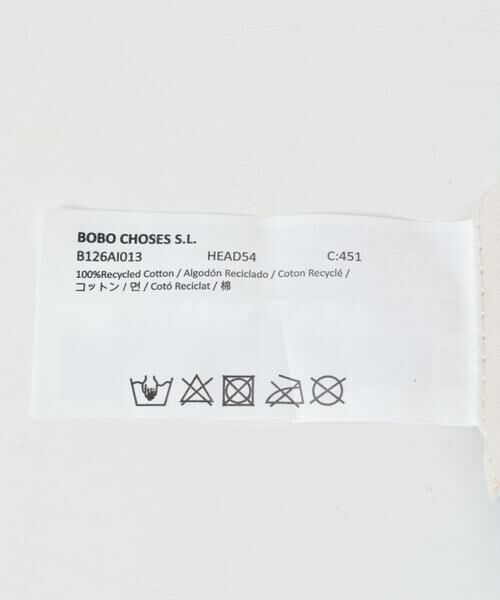 BOBO CHOSES S.L.
B126AI013 HEAD54 C:451
100%Recycled Cotton / Algodón Reciclado / Coton Recyclé /
コットン / 면 / Cotó Reciclat / 棉